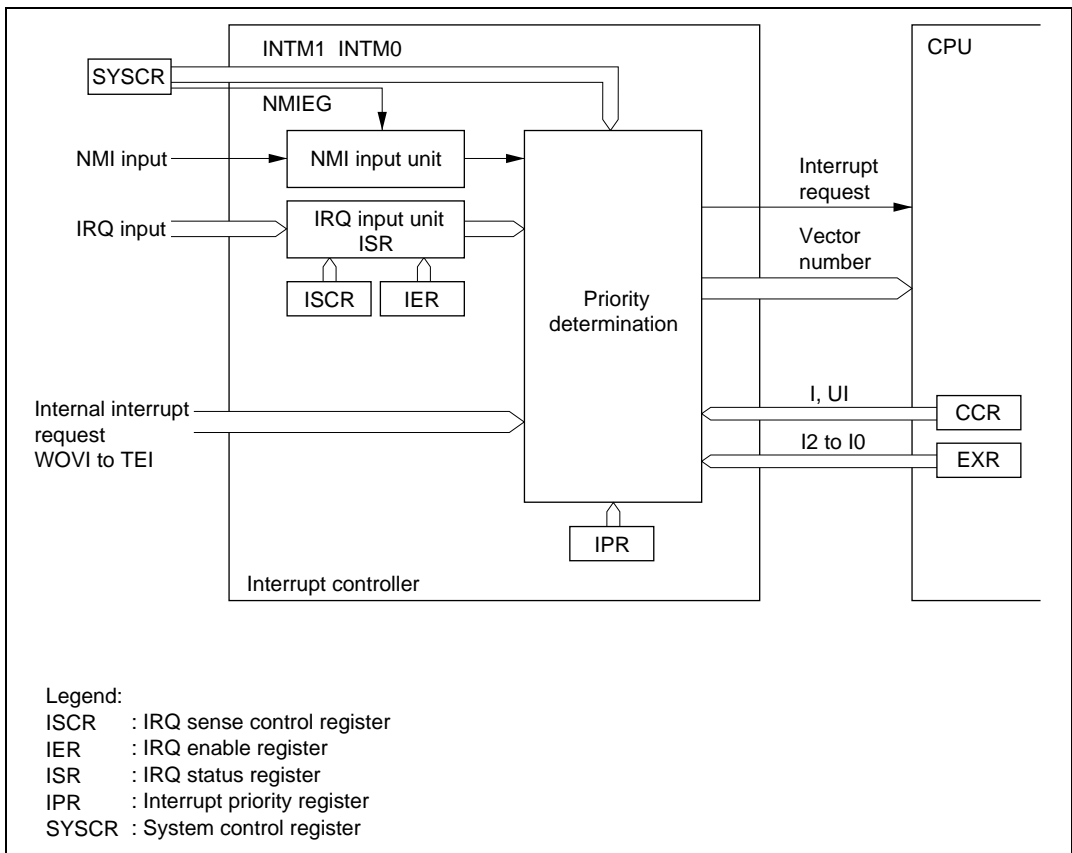 INTM1 INTM0
CPU
SYSCR
NMIEG
NMI input
NMI input unit
Interrupt
request
IRQ input
IRQ input unit
ISR
Vector
number
ISCR
IER
Priority
determination
I, UI
CCR
Internal interrupt
request
WOVI to TEI
I2 to I0
EXR
IPR
Interrupt controller
Legend:
ISCR : IRQ sense control register
IER : IRQ enable register
ISR : IRQ status register
IPR : Interrupt priority register
SYSCR : System control register